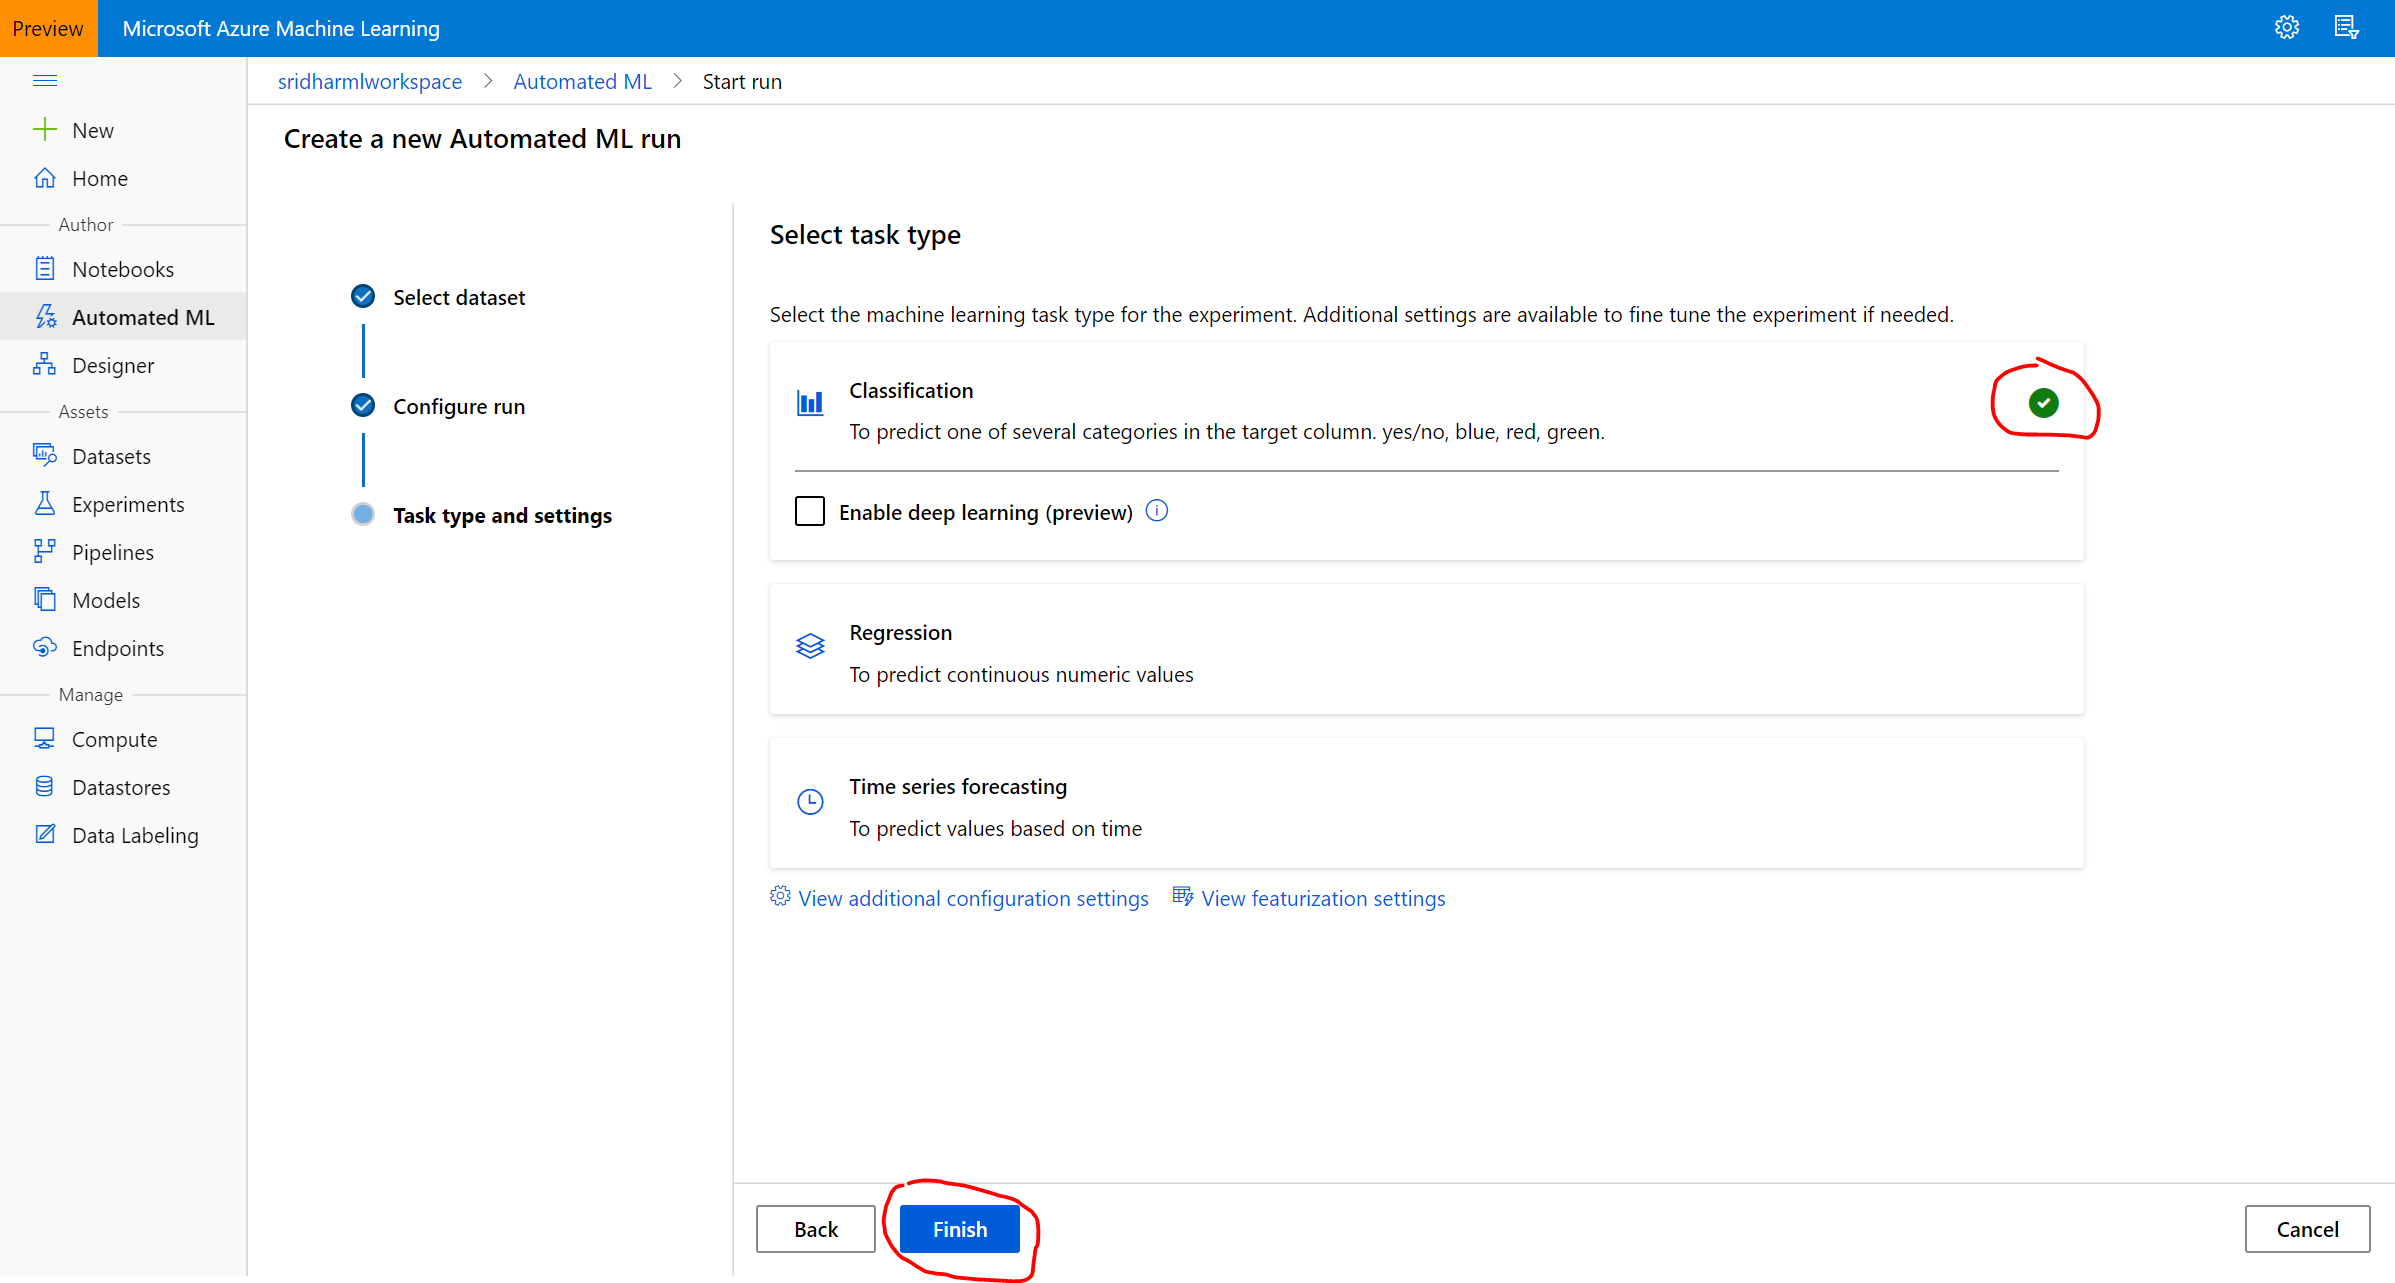 Preview
Microsoft Azure Machine Learning
sridharmlworkspace > Automated ML > Start run
New
Home
Author
Notebooks
Automated ML
Designer
Assets
Datasets
Experiments
Pipelines
Models
Endpoints
Manage
Compute
Datastores
Data Labeling
Create a new Automated ML run
Select dataset
Configure run
Task type and settings
Select task type
Select the machine learning task type for the experiment. Additional settings are available to fine tune the experiment if needed.
Classification
To predict one of several categories in the target column. yes/no, blue, red, green.
Enable deep learning (preview)
Regression
To predict continuous numeric values
Time series forecasting
To predict values based on time
View additional configuration settings View featurization settings
Back Finish Cancel